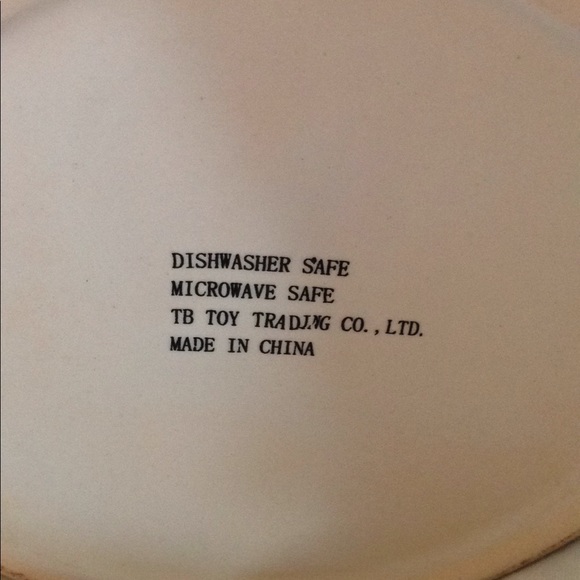 DISHWASHER SAFE
MICROWAVE SAFE
TB TOY TRADING CO.,LTD.
MADE IN CHINA